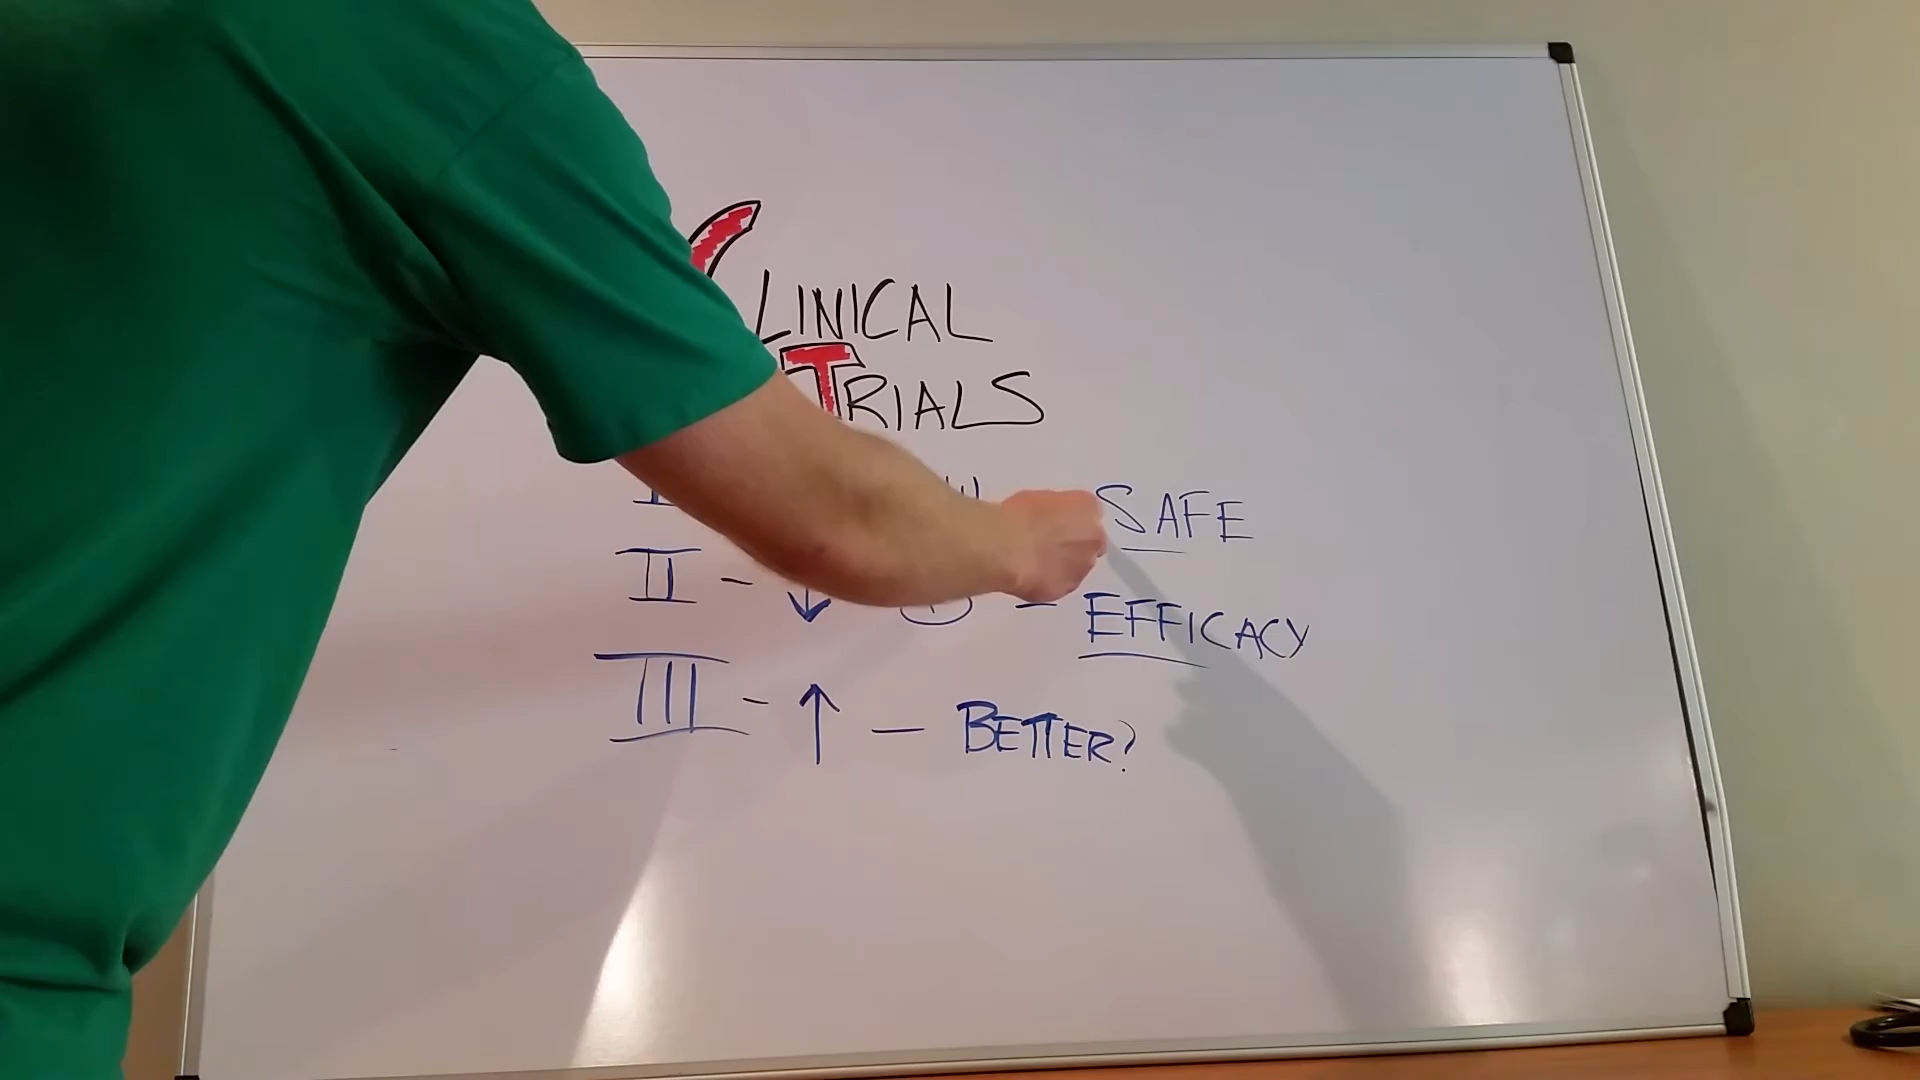 CLINICAL
TRIALS
I SAFE
II - ↓ - EFFICACY
III - ↑ - BETTER?